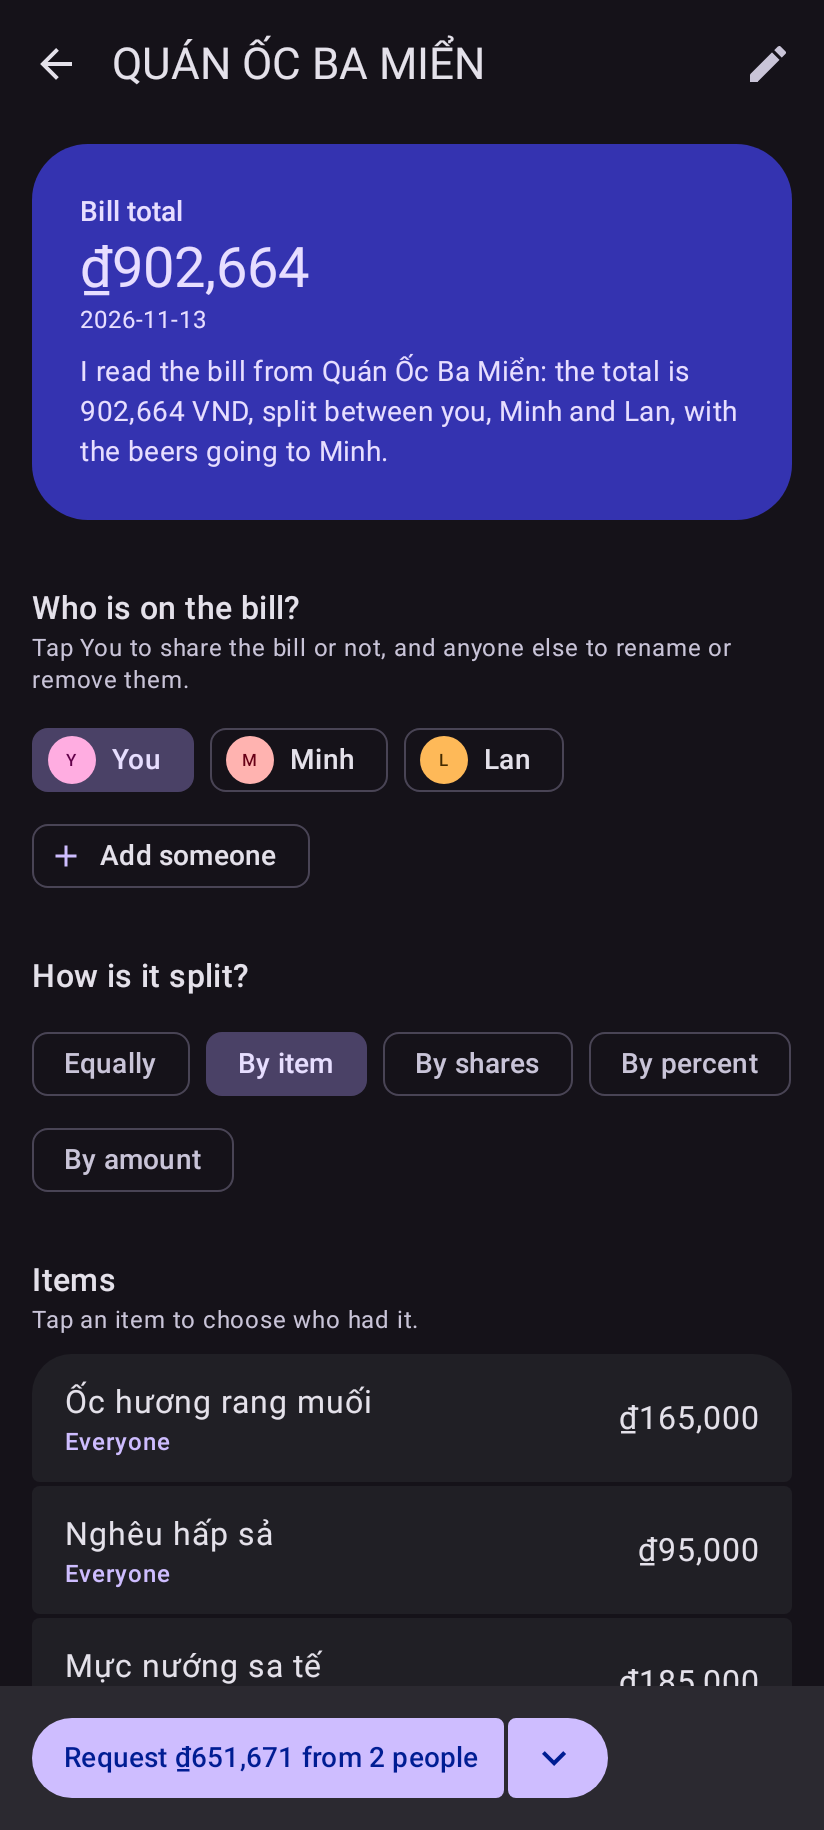 QUÁN ỐC BA MIỂN
Bill total
₫902,664
2026-11-13
I read the bill from Quán Ốc Ba Miển: the total is
902,664 VND, split between you, Minh and Lan, with
the beers going to Minh.
Who is on the bill?
Tap You to share the bill or not, and anyone else to rename or
remove them.
Y You
M Minh
L Lan
+ Add someone
How is it split?
Equally
By item
By shares
By percent
By amount
Items
Tap an item to choose who had it.
Ốc hương rang muối
₫165,000
Everyone
Nghêu hấp sả
₫95,000
Everyone
Mực nướng sa tế
₫185,000
Request ₫651,671 from 2 people